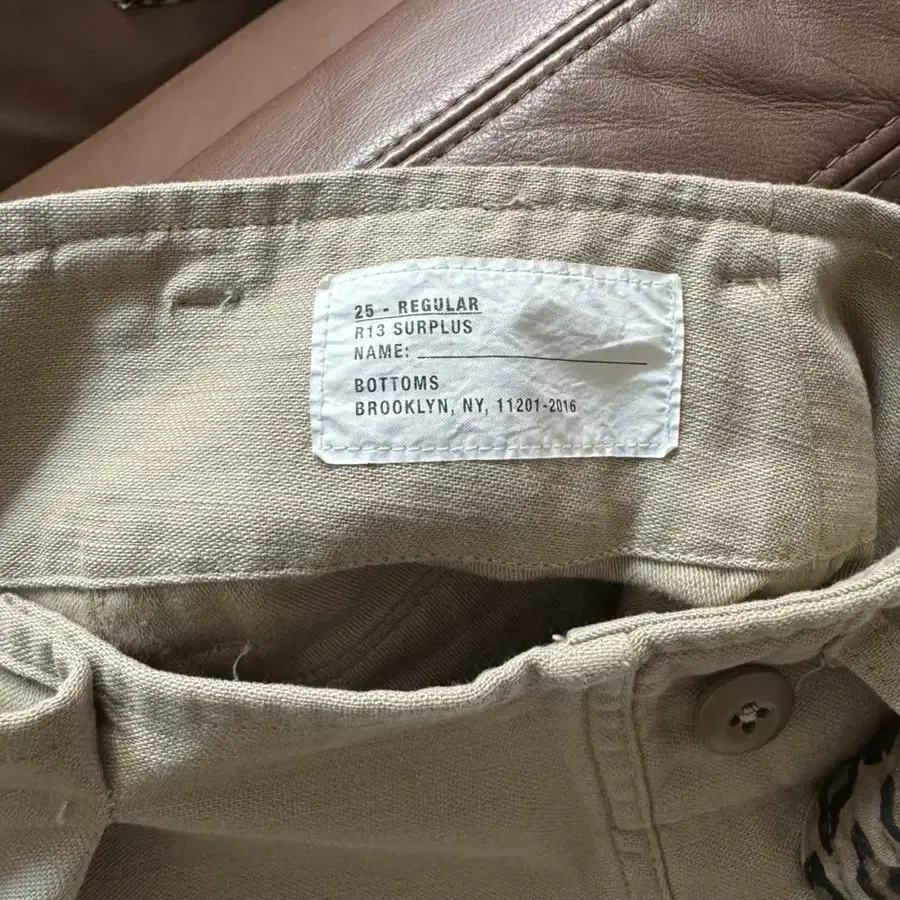 25 - REGULAR
R13 SURPLUS
NAME:
BOTTOMS
BROOKLYN, NY, 11201-2016